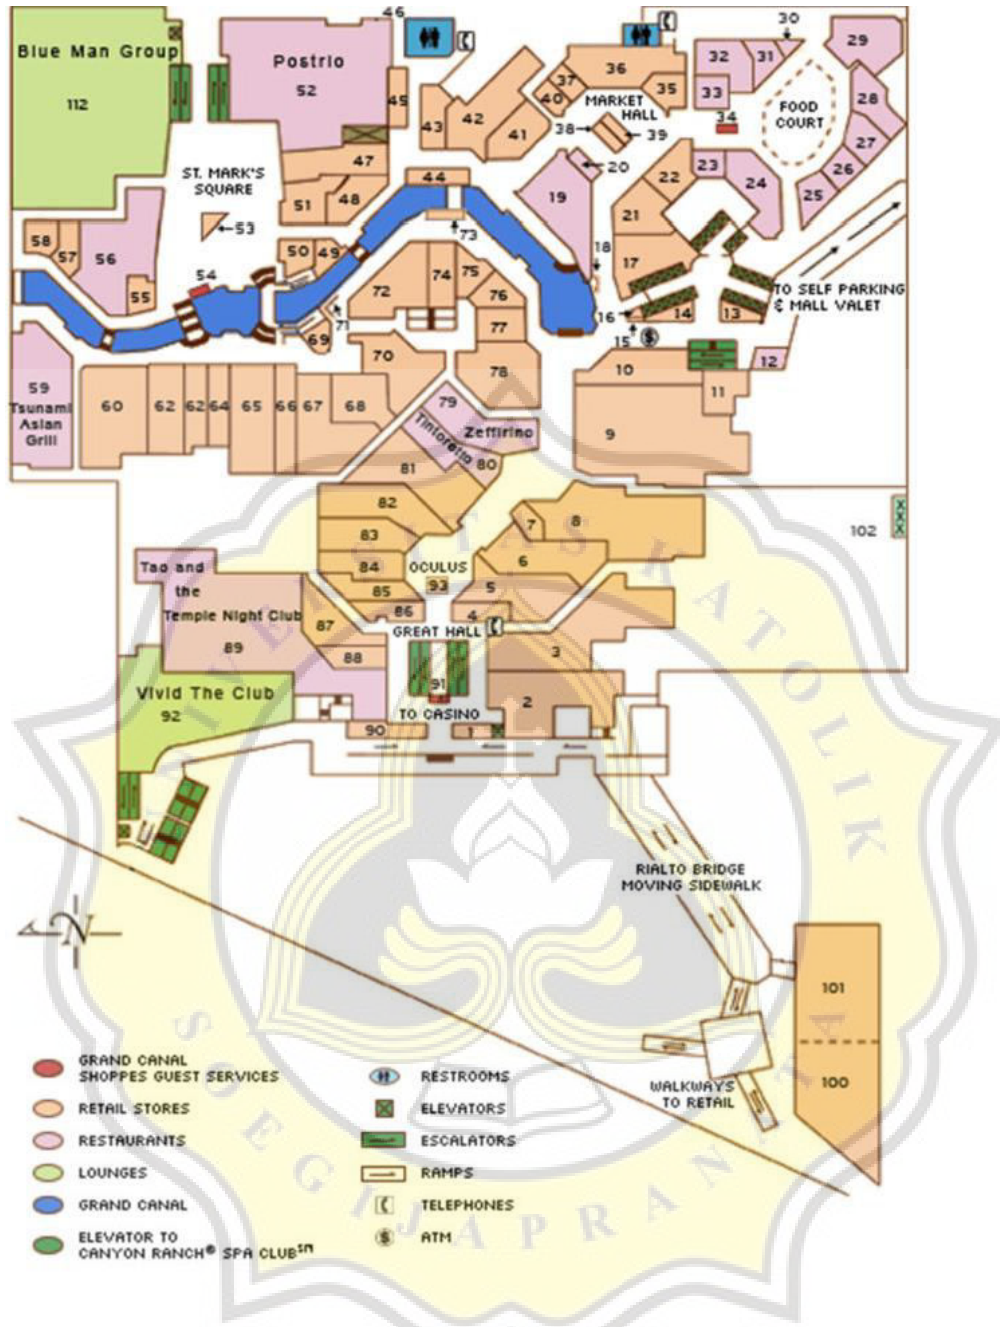 46
30
Blue Man Group
112
Postrio
52
45
43
42
41
37
40
36
35
MARKET
HALL
38
39
20
32
31
33
34
FOOD
COURT
29
28
27
26
25
24
23
22
21
19
18
17
16
15
14
13
12
TO SELF PARKING
& MALL VALET
ST. MARK'S
SQUARE
47
48
51
44
53
58
57
56
55
54
50
49
73
71
69
72
74
75
76
77
78
70
59
Tsunami
Asian
Grill
60
62
62
64
65
66
67
68
79
Zeffirino
Tintoretto
80
81
10
11
9
102
82
83
84
85
86
87
88
OCULUS
93
7
8
6
5
4
3
2
1
GREAT HALL
91
TO CASINO
90
Tao and
the
Temple Night Club
89
Vivid The Club
92
RIALTO BRIDGE
MOVING SIDEWALK
101
100
WALKWAYS
TO RETAIL
N
GRAND CANAL
SHOPPES GUEST SERVICES
RETAIL STORES
RESTAURANTS
LOUNGES
GRAND CANAL
ELEVATOR TO
CANYON RANCH® SPA CLUB℠
RESTROOMS
ELEVATORS
ESCALATORS
RAMPS
TELEPHONES
$ ATM
UNIVERSITAS KATOLIK
SOEGIJAPRANATA